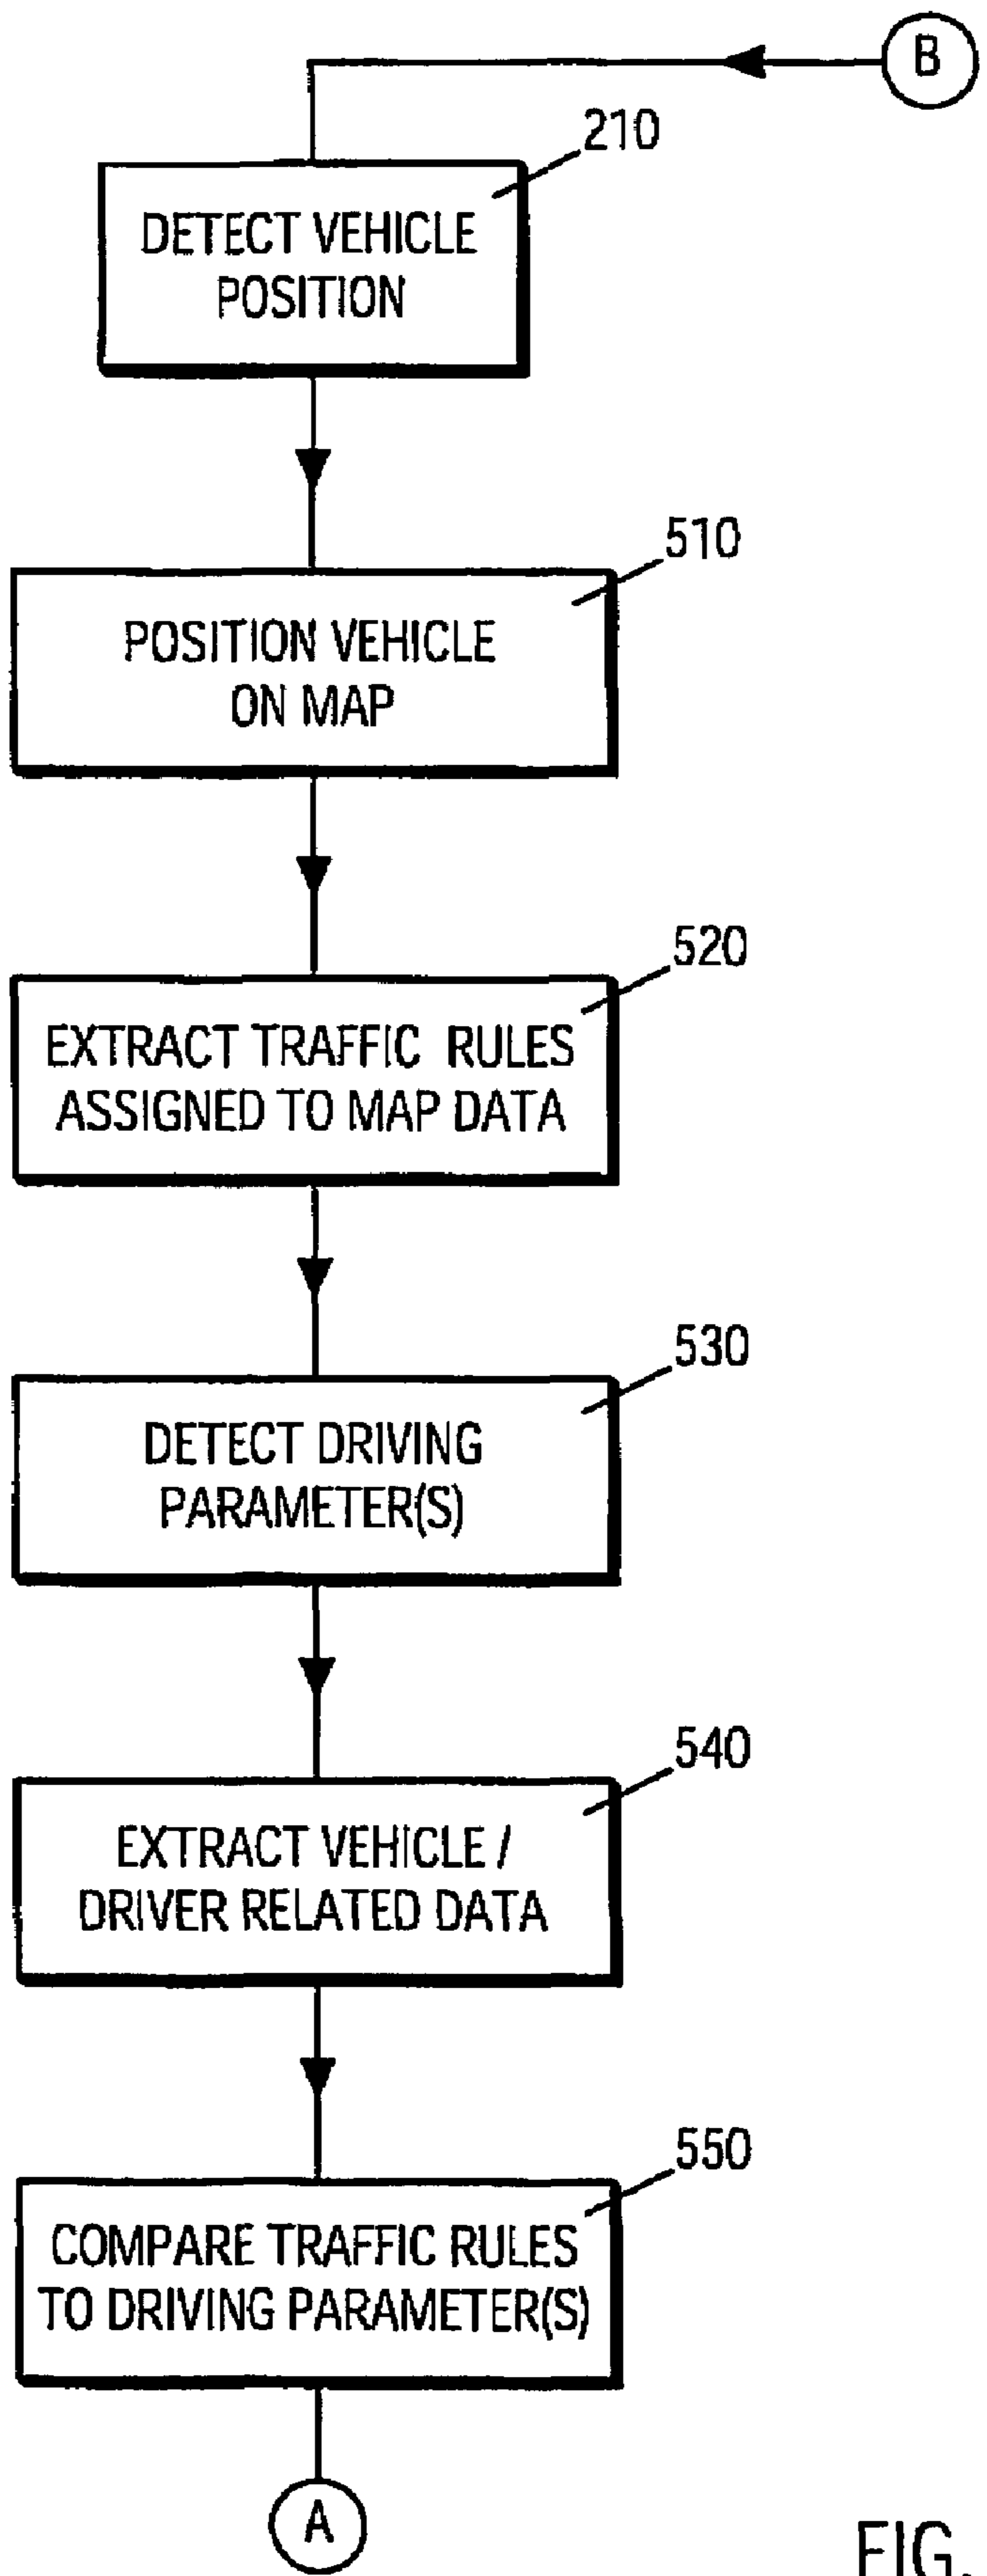 B
210
DETECT VEHICLE
POSITION
510
POSITION VEHICLE
ON MAP
520
EXTRACT TRAFFIC RULES
ASSIGNED TO MAP DATA
530
DETECT DRIVING
PARAMETER(S)
540
EXTRACT VEHICLE /
DRIVER RELATED DATA
550
COMPARE TRAFFIC RULES
TO DRIVING PARAMETER(S)
A
FIG.